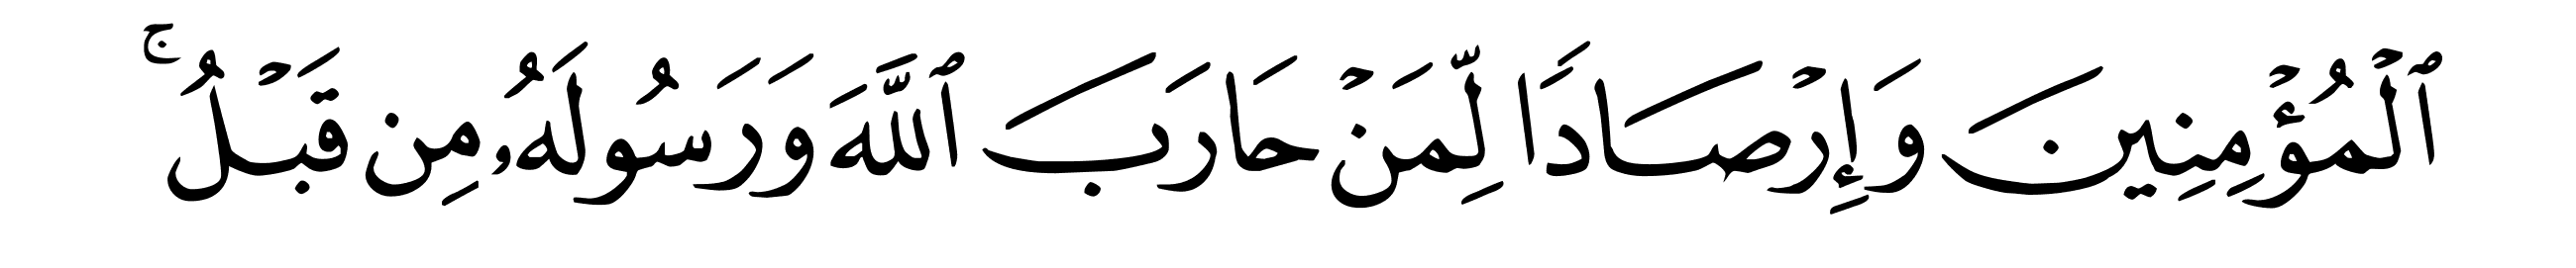 ٱلۡمُؤۡمِنِينَ وَإِرۡصَادٗا لِّمَنۡ حَارَبَ ٱللَّهَ وَرَسُولَهُۥ مِن قَبۡلُۚ